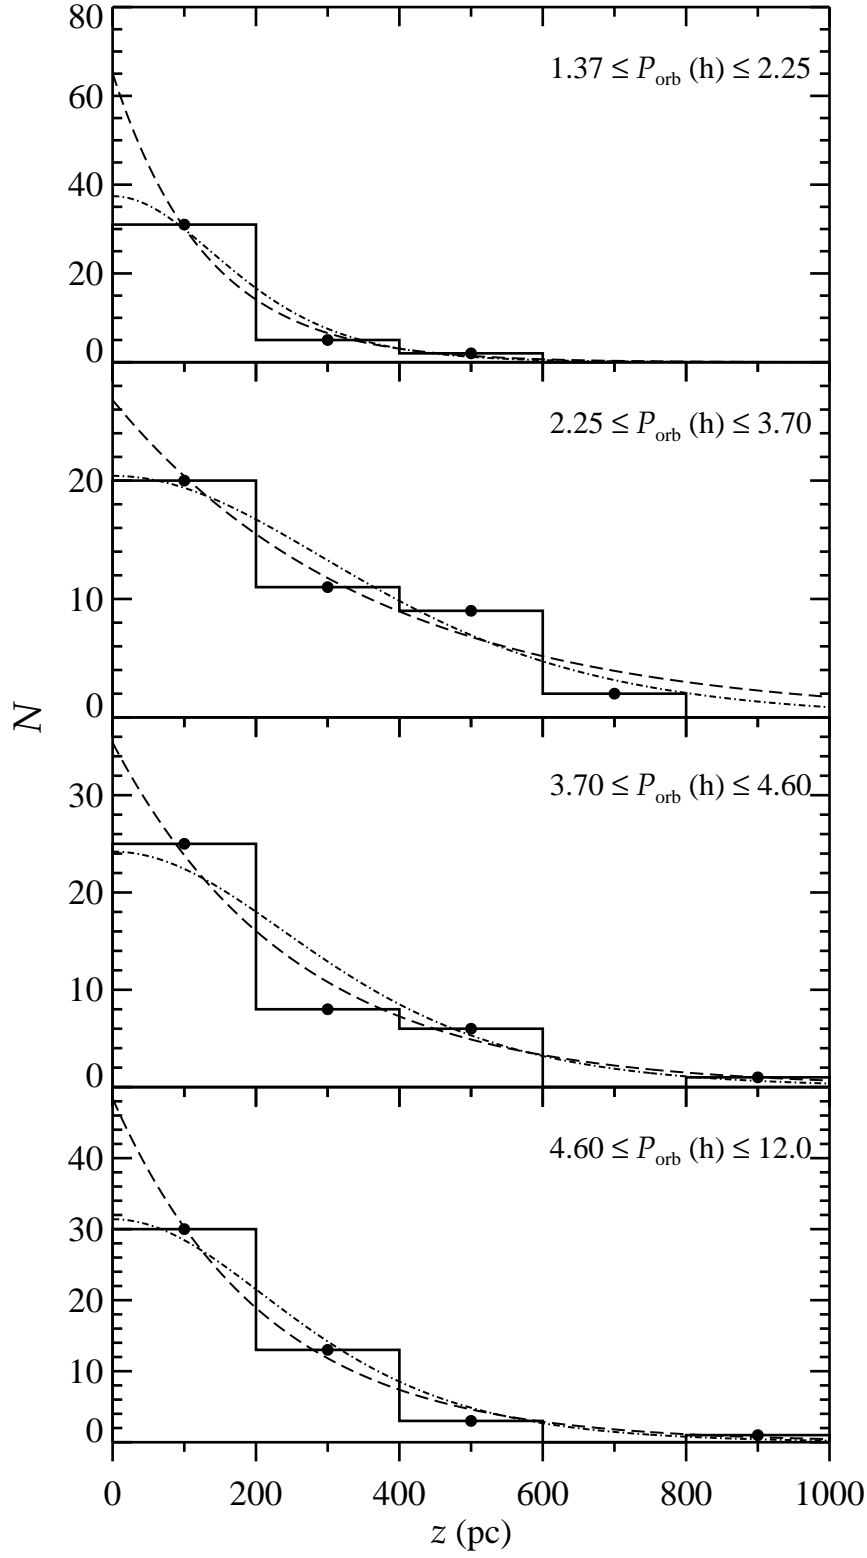 80
60
40
20
0
1.37 ≤ P_orb (h) ≤ 2.25
20
10
0
2.25 ≤ P_orb (h) ≤ 3.70
30
20
10
0
3.70 ≤ P_orb (h) ≤ 4.60
40
30
20
10
0
4.60 ≤ P_orb (h) ≤ 12.0
N
0 200 400 600 800 1000
z (pc)